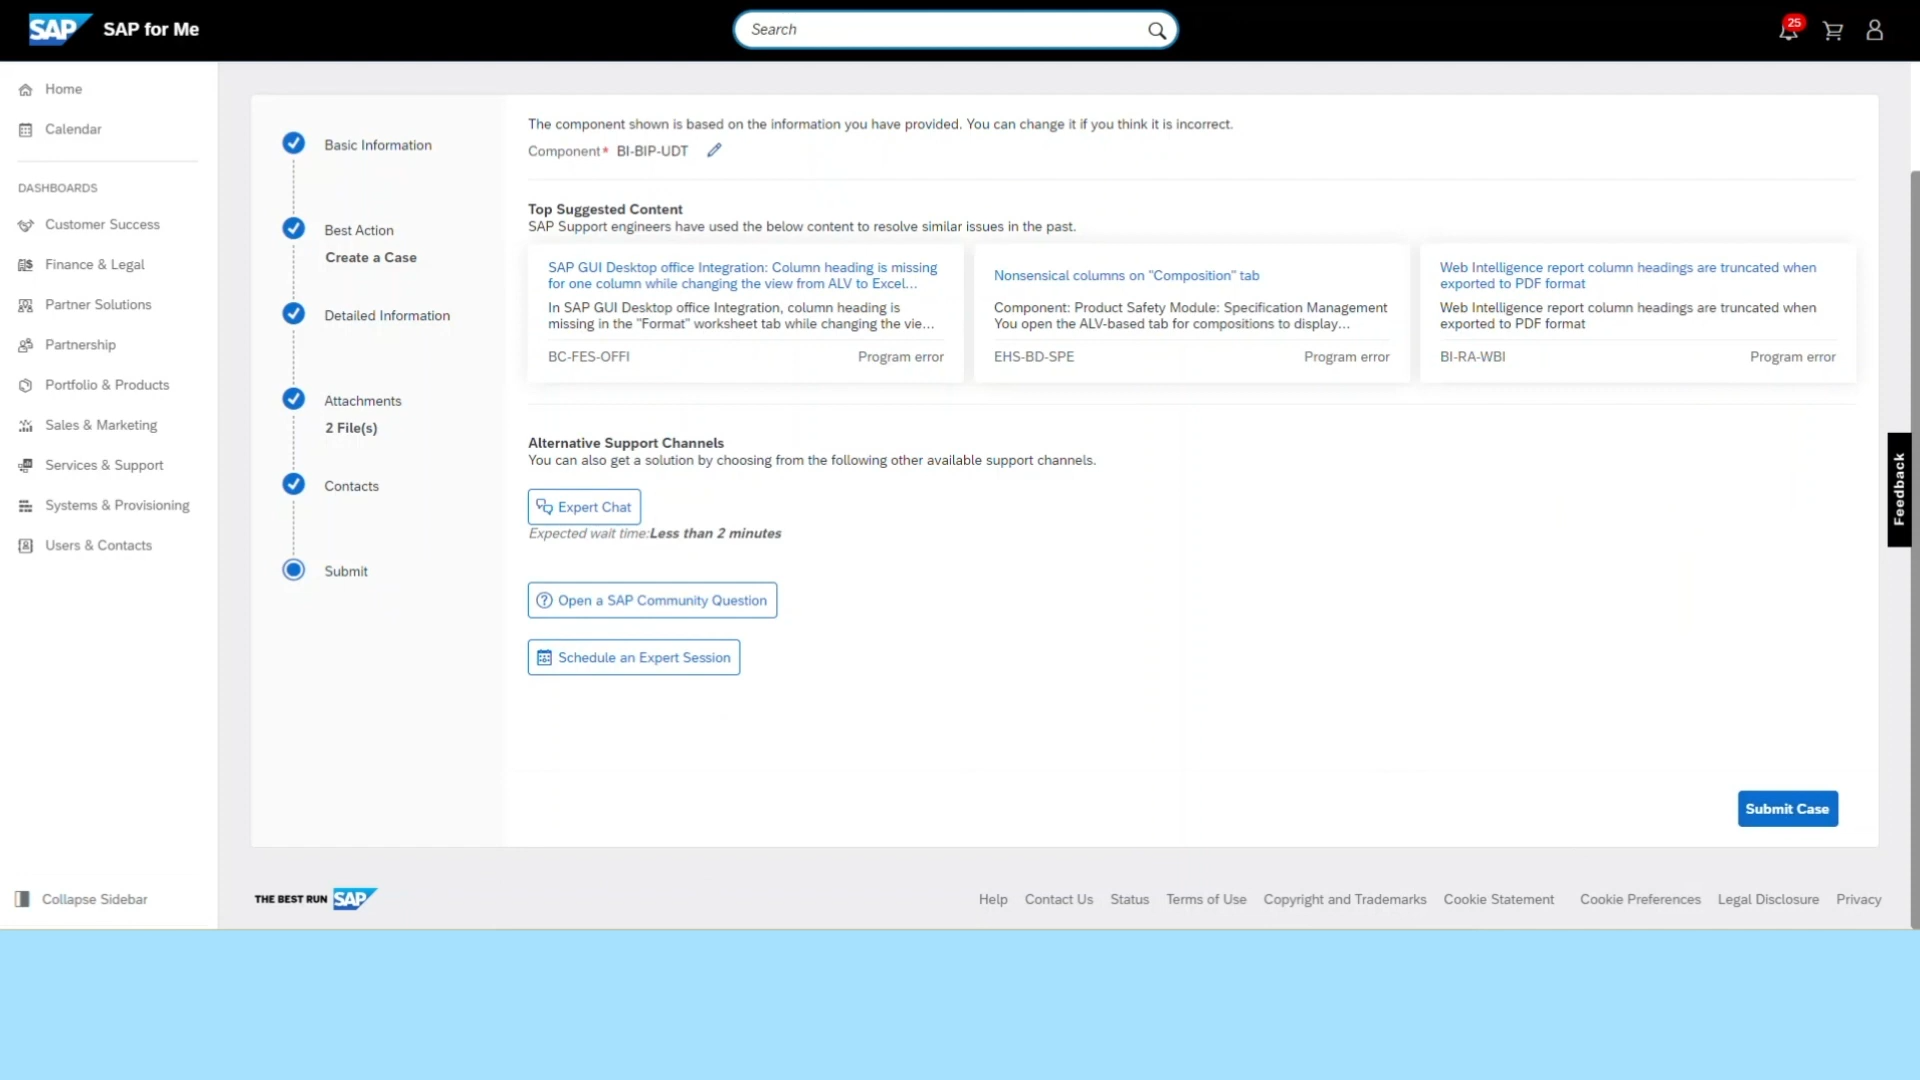 SAP SAP for Me
Search
25
Home
Calendar
DASHBOARDS
Customer Success
Finance & Legal
Partner Solutions
Partnership
Portfolio & Products
Sales & Marketing
Services & Support
Systems & Provisioning
Users & Contacts
Collapse Sidebar
Basic Information
Best Action
Create a Case
Detailed Information
Attachments
2 File(s)
Contacts
Submit
The component shown is based on the information you have provided. You can change it if you think it is incorrect.
Component* BI-BIP-UDT
Top Suggested Content
SAP Support engineers have used the below content to resolve similar issues in the past.
SAP GUI Desktop office Integration: Column heading is missing
for one column while changing the view from ALV to Excel...
In SAP GUI Desktop office Integration, column heading is
missing in the "Format" worksheet tab while changing the vie...
BC-FES-OFFI Program error
Nonsensical columns on "Composition" tab
Component: Product Safety Module: Specification Management
You open the ALV-based tab for compositions to display...
EHS-BD-SPE Program error
Web Intelligence report column headings are truncated when
exported to PDF format
Web Intelligence report column headings are truncated when
exported to PDF format
BI-RA-WBI Program error
Alternative Support Channels
You can also get a solution by choosing from the following other available support channels.
Expert Chat
Expected wait time:Less than 2 minutes
Open a SAP Community Question
Schedule an Expert Session
Submit Case
Feedback
THE BEST RUN SAP
Help Contact Us Status Terms of Use Copyright and Trademarks Cookie Statement Cookie Preferences Legal Disclosure Privacy